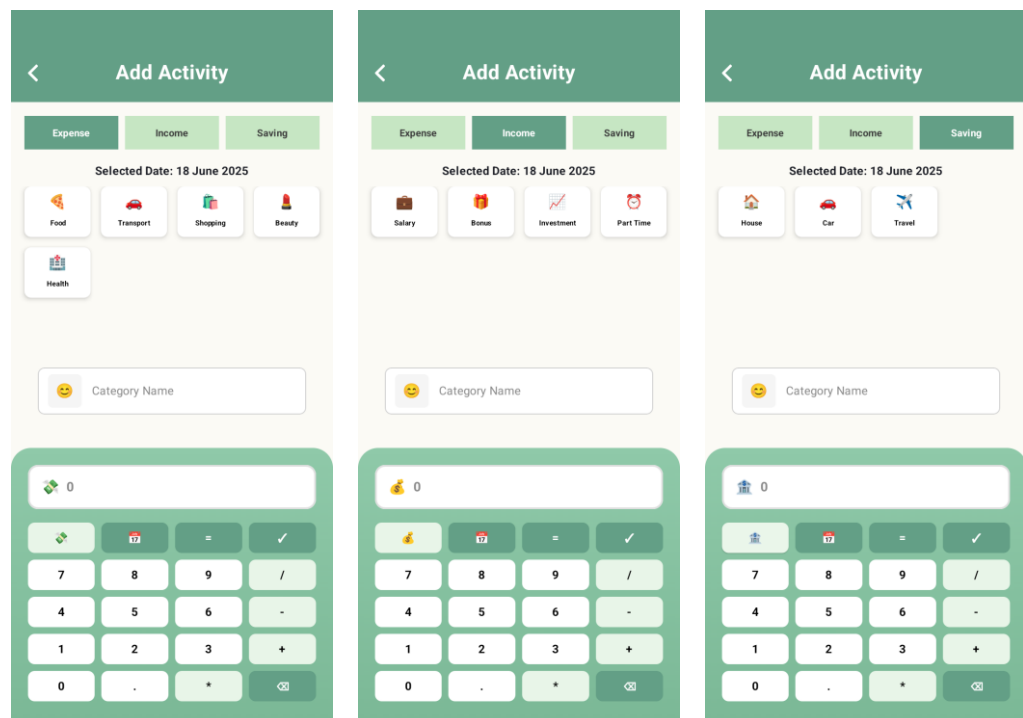 Add Activity
Expense Income Saving
Selected Date: 18 June 2025
Food Transport Shopping Beauty
Health
Category Name
0
=
7 8 9 /
4 5 6 -
1 2 3 +
0 . *
Add Activity
Expense Income Saving
Selected Date: 18 June 2025
Salary Bonus Investment Part Time
Category Name
0
=
7 8 9 /
4 5 6 -
1 2 3 +
0 . *
Add Activity
Expense Income Saving
Selected Date: 18 June 2025
House Car Travel
Category Name
0
=
7 8 9 /
4 5 6 -
1 2 3 +
0 . *